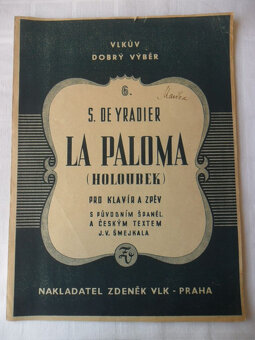 VLKŮV
DOBRÝ VÝBĚR
6.
S. DE YRADIER
LA PALOMA
(HOLOUBEK)
PRO KLAVÍR A ZPĚV
S PŮVODNÍM ŠPANĚL.
A ČESKÝM TEXTEM
J. V. ŠMEJKALA
NAKLADATEL ZDENĚK VLK - PRAHA